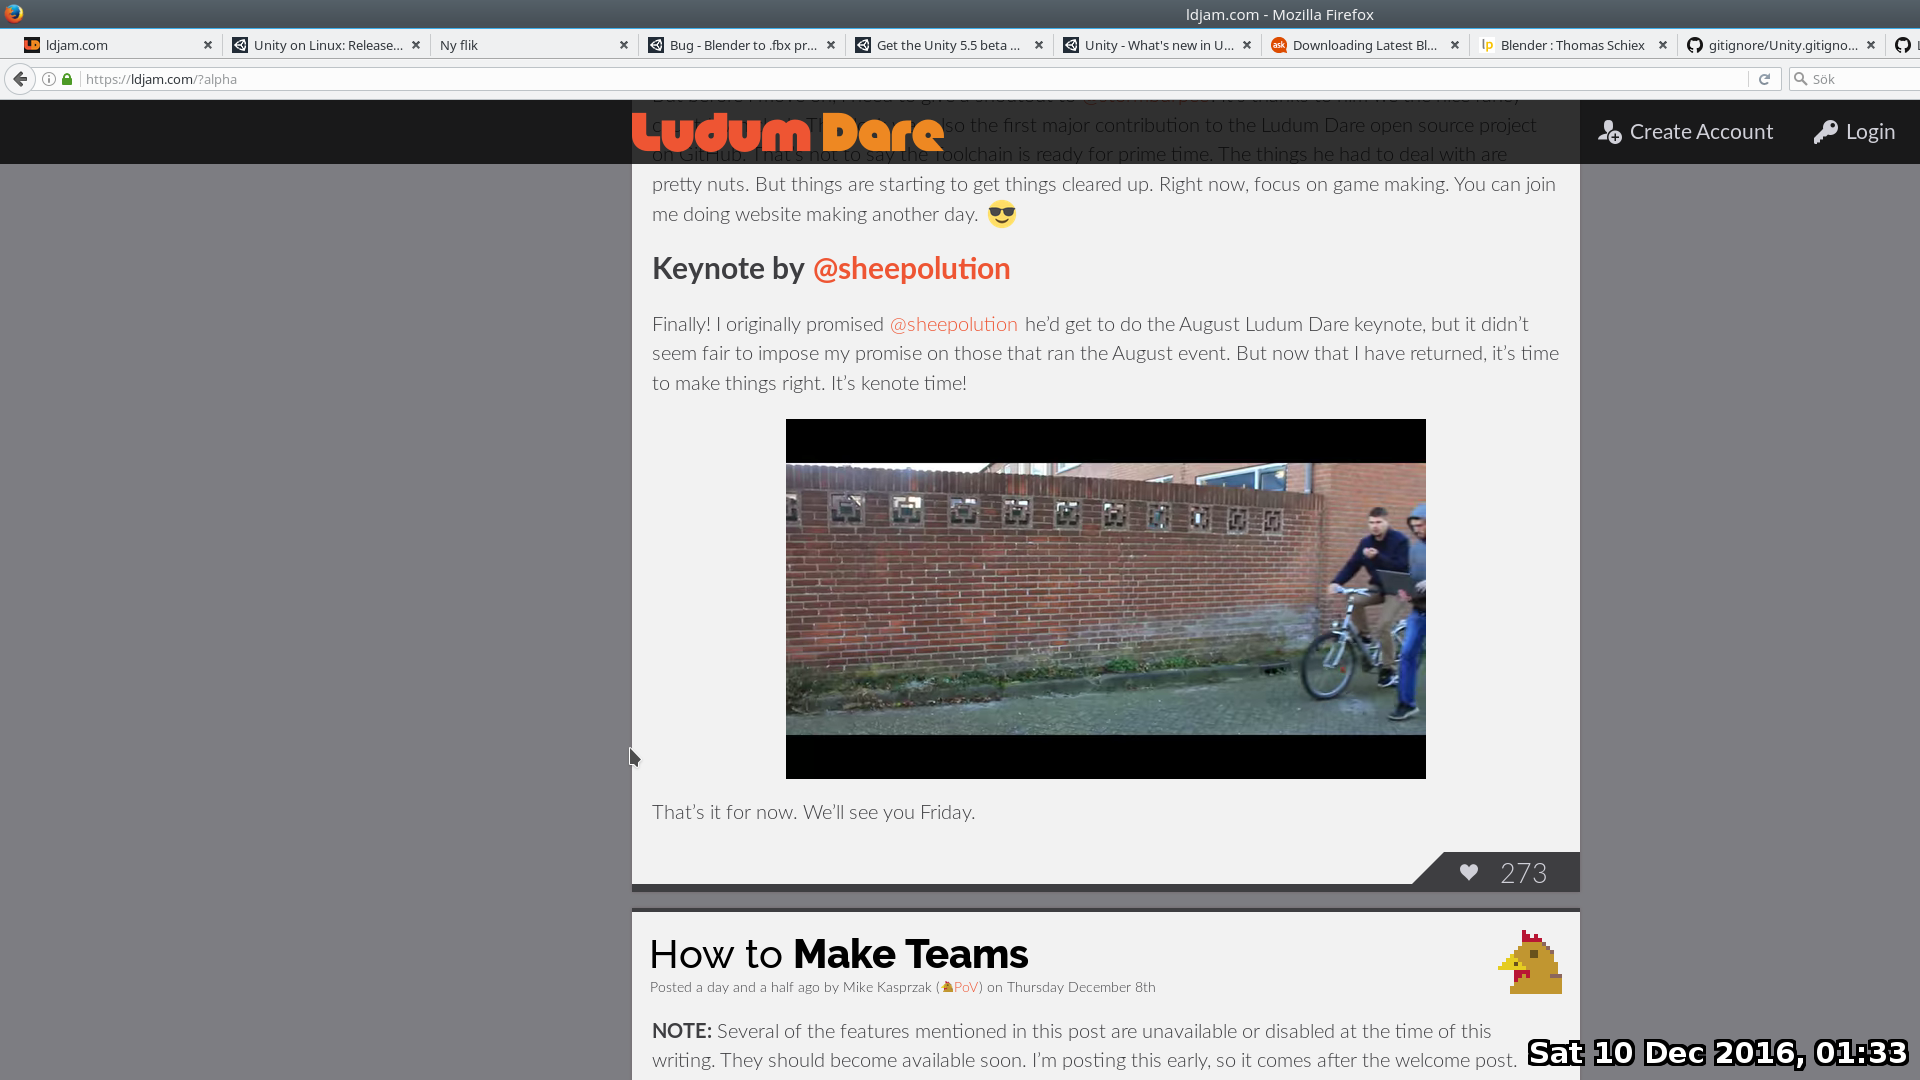 ldjam.com - Mozilla Firefox
ldjam.com
Unity on Linux: Release...
Ny flik
Bug - Blender to .fbx pr...
Get the Unity 5.5 beta ...
Unity - What's new in U...
ask
Downloading Latest Bl...
lp
Blender : Thomas Schiex
gitignore/Unity.gitigno...
https://ldjam.com/?alpha
Sök
Ludum Dare
Create Account
Login
also the first major contribution to the Ludum Dare open source project
on GitHub. That's not to say the Toolchain is ready for prime time. The things he had to deal with are
pretty nuts. But things are starting to get things cleared up. Right now, focus on game making. You can join
me doing website making another day.
Keynote by @sheepolution
Finally! I originally promised @sheepolution he’d get to do the August Ludum Dare keynote, but it didn’t
seem fair to impose my promise on those that ran the August event. But now that I have returned, it’s time
to make things right. It’s kenote time!
That’s it for now. We’ll see you Friday.
273
How to Make Teams
Posted a day and a half ago by Mike Kasprzak (PoV) on Thursday December 8th
NOTE: Several of the features mentioned in this post are unavailable or disabled at the time of this
writing. They should become available soon. I’m posting this early, so it comes after the welcome post.
Sat 10 Dec 2016, 01:33